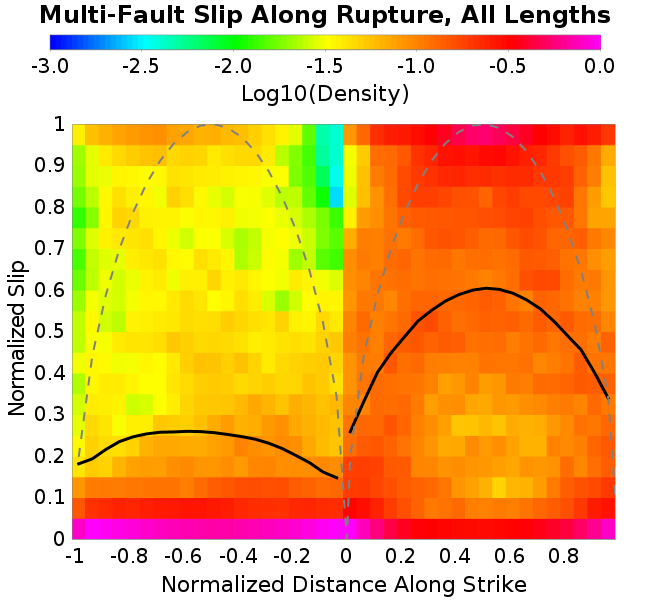 Multi-Fault Slip Along Rupture, All Lengths
-3.0 -2.5 -2.0 -1.5 -1.0 -0.5 0.0
Log10(Density)
1
0.9
0.8
0.7
0.6
0.5
0.4
0.3
0.2
0.1
0
Normalized Slip
-1 -0.8 -0.6 -0.4 -0.2 0 0.2 0.4 0.6 0.8
Normalized Distance Along Strike